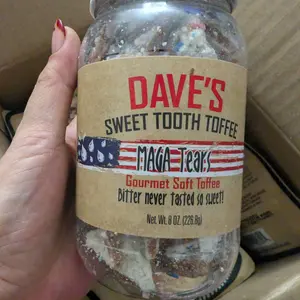 DAVE'S
SWEET TOOTH TOFFEE
MAGA Tears
Gourmet Soft Toffee
Bitter never tasted so sweet!
Net. Wt. 8 OZ. (226.8g)